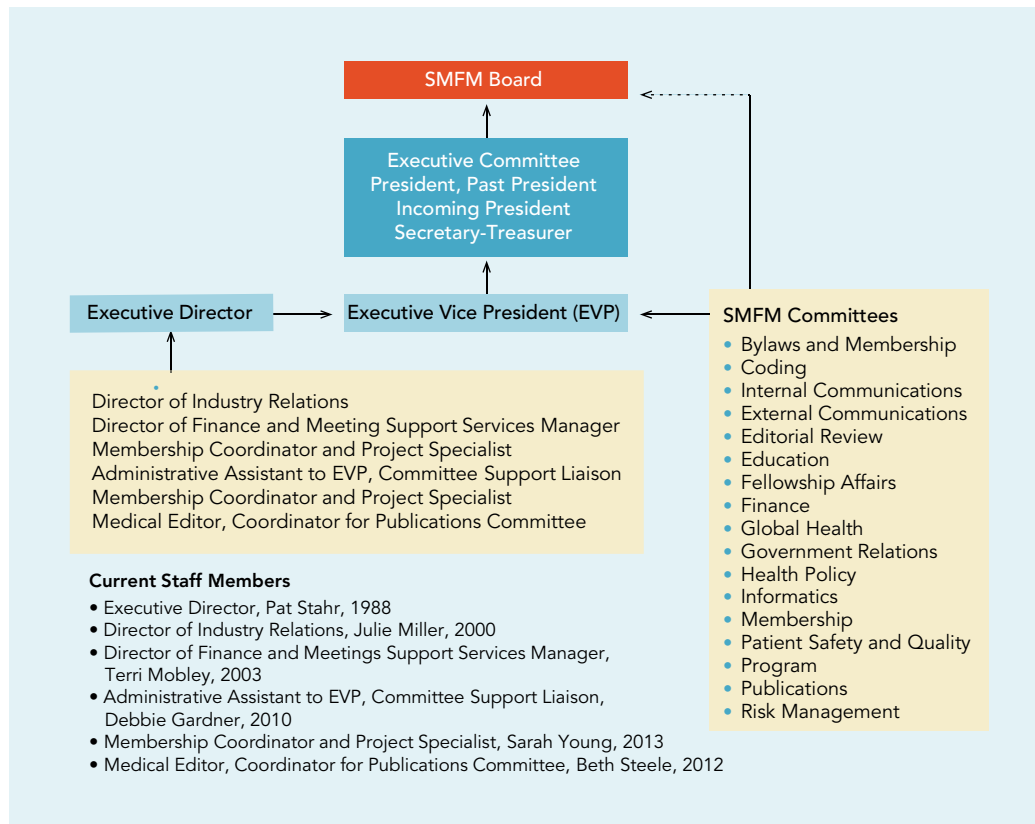 SMFM Board
Executive Committee
President, Past President
Incoming President
Secretary-Treasurer
Executive Director
Executive Vice President (EVP)
Director of Industry Relations
Director of Finance and Meeting Support Services Manager
Membership Coordinator and Project Specialist
Administrative Assistant to EVP, Committee Support Liaison
Membership Coordinator and Project Specialist
Medical Editor, Coordinator for Publications Committee
SMFM Committees
• Bylaws and Membership
• Coding
• Internal Communications
• External Communications
• Editorial Review
• Education
• Fellowship Affairs
• Finance
• Global Health
• Government Relations
• Health Policy
• Informatics
• Membership
• Patient Safety and Quality
• Program
• Publications
• Risk Management
Current Staff Members
• Executive Director, Pat Stahr, 1988
• Director of Industry Relations, Julie Miller, 2000
• Director of Finance and Meetings Support Services Manager,
Terri Mobley, 2003
• Administrative Assistant to EVP, Committee Support Liaison,
Debbie Gardner, 2010
• Membership Coordinator and Project Specialist, Sarah Young, 2013
• Medical Editor, Coordinator for Publications Committee, Beth Steele, 2012